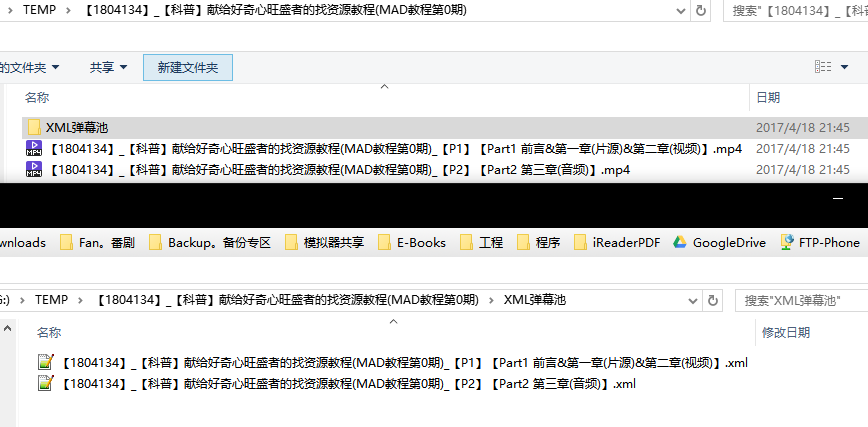 TEMP 【1804134】_【科普】献给好奇心旺盛者的找资源教程(MAD教程第0期) 搜索"【1804134】_【科
的文件夹 共享 新建文件夹
名称 日期
XML弹幕池 2017/4/18 21:45
【1804134】_【科普】献给好奇心旺盛者的找资源教程(MAD教程第0期)_【P1】【Part1 前言&第一章(片源)&第二章(视频)】.mp4 2017/4/18 21:45
【1804134】_【科普】献给好奇心旺盛者的找资源教程(MAD教程第0期)_【P2】【Part2 第三章(音频)】.mp4 2017/4/18 21:45
wnloads Fan。番剧 Backup。备份专区 模拟器共享 E-Books 工程 程序 iReaderPDF GoogleDrive FTP-Phone
G:) TEMP 【1804134】_【科普】献给好奇心旺盛者的找资源教程(MAD教程第0期) XML弹幕池 搜索"XML弹幕池"
名称 修改日期
【1804134】_【科普】献给好奇心旺盛者的找资源教程(MAD教程第0期)_【P1】【Part1 前言&第一章(片源)&第二章(视频)】.xml
【1804134】_【科普】献给好奇心旺盛者的找资源教程(MAD教程第0期)_【P2】【Part2 第三章(音频)】.xml